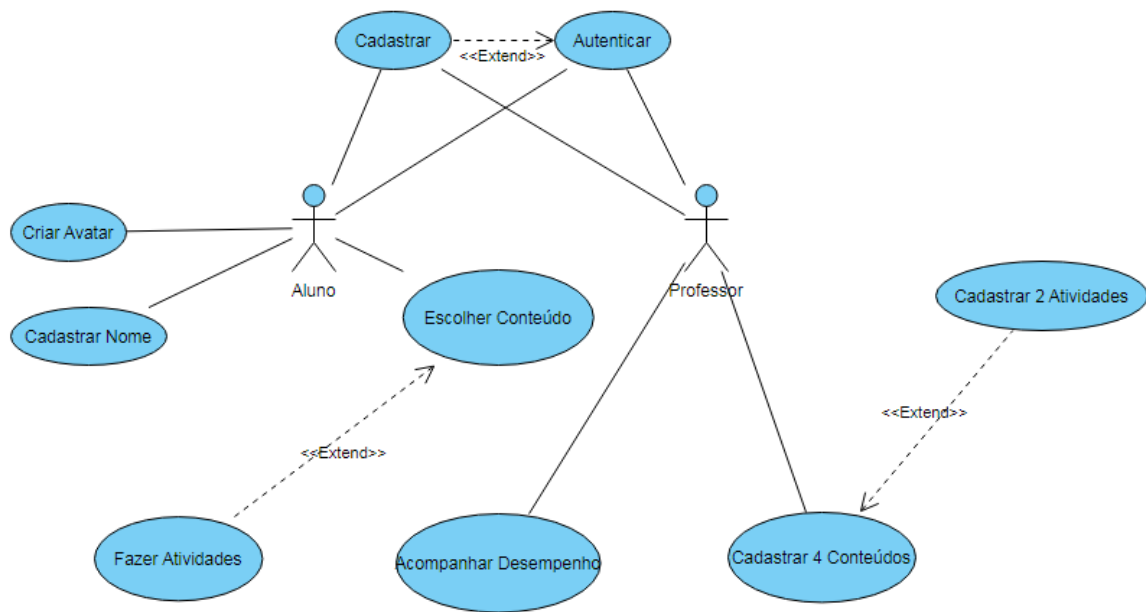 Cadastrar
<<Extend>>
Autenticar
Criar Avatar
Aluno
Professor
Cadastrar 2 Atividades
Cadastrar Nome
Escolher Conteúdo
<<Extend>>
<<Extend>>
Fazer Atividades
Acompanhar Desempenho
Cadastrar 4 Conteúdos